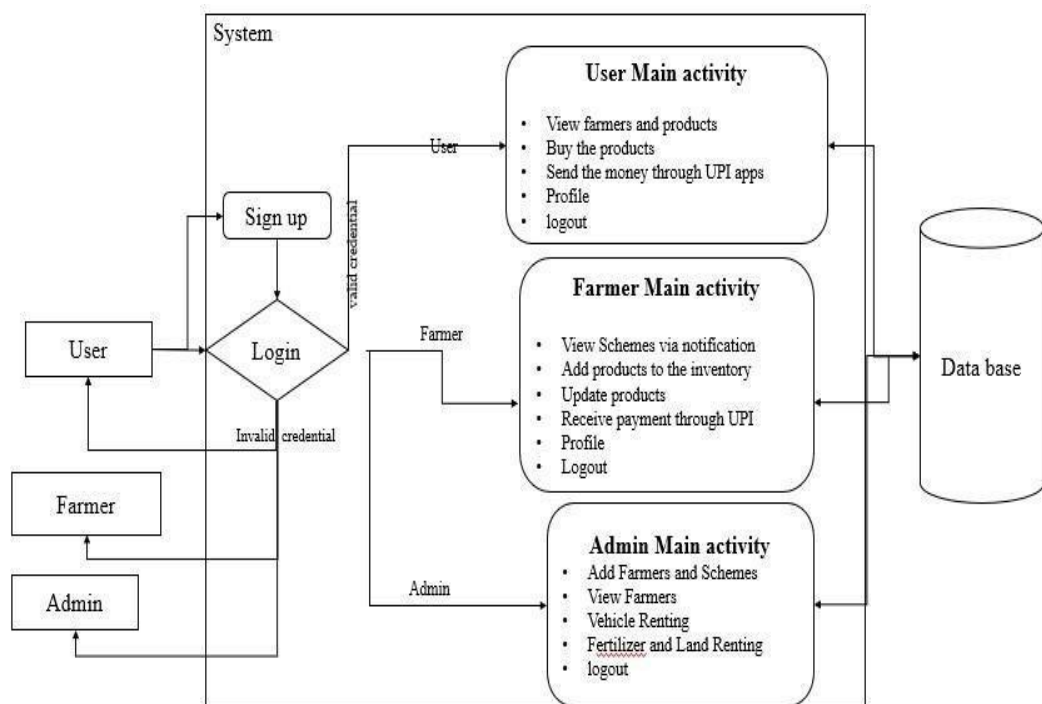 System
User Main activity
• View farmers and products
• Buy the products
• Send the money through UPI apps
• Profile
• logout
User
Sign up
valid credential
Login
User
Invalid credential
Farmer
Farmer Main activity
• View Schemes via notification
• Add products to the inventory
• Update products
• Receive payment through UPI
• Profile
• Logout
Data base
Farmer
Admin
Admin
Admin Main activity
• Add Farmers and Schemes
• View Farmers
• Vehicle Renting
• Fertilizer and Land Renting
• logout